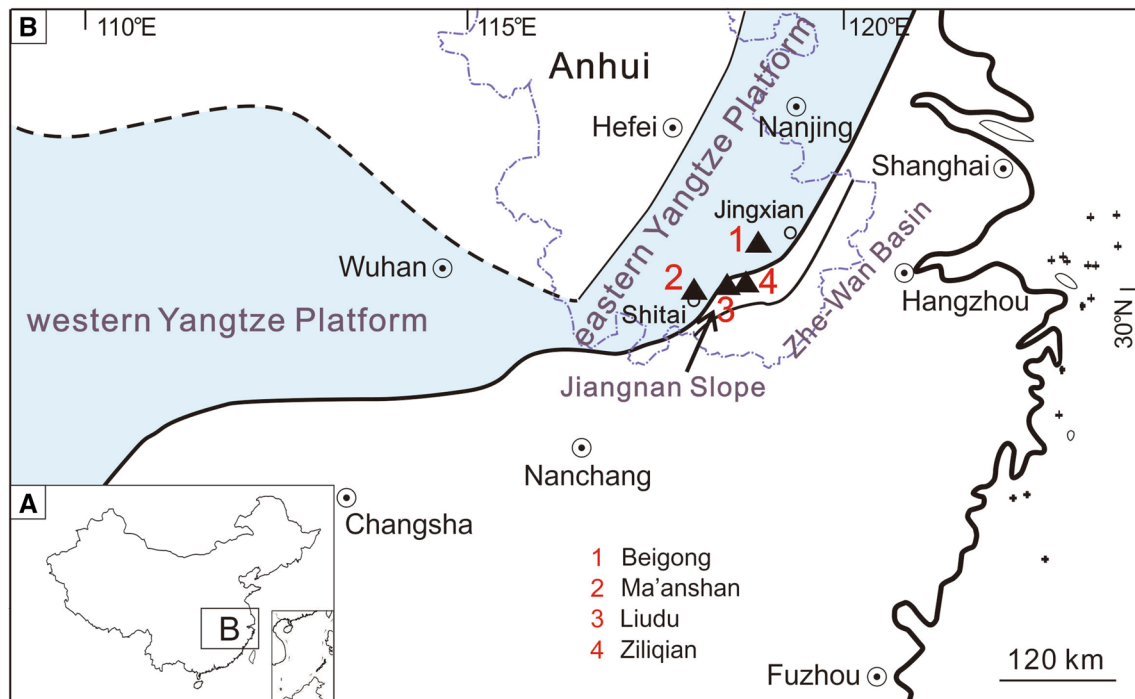 B
110°E
115°E
120°E
Anhui
eastern Yangtze Platform
Hefei
Nanjing
Shanghai
Jingxian
1
Wuhan
2
4
Zhe-Wan Basin
Hangzhou
3
Shitai
western Yangtze Platform
30°N
Jiangnan Slope
Nanchang
A
Changsha
B
1 Beigong
2 Ma'anshan
3 Liudu
4 Ziliqian
120 km
Fuzhou